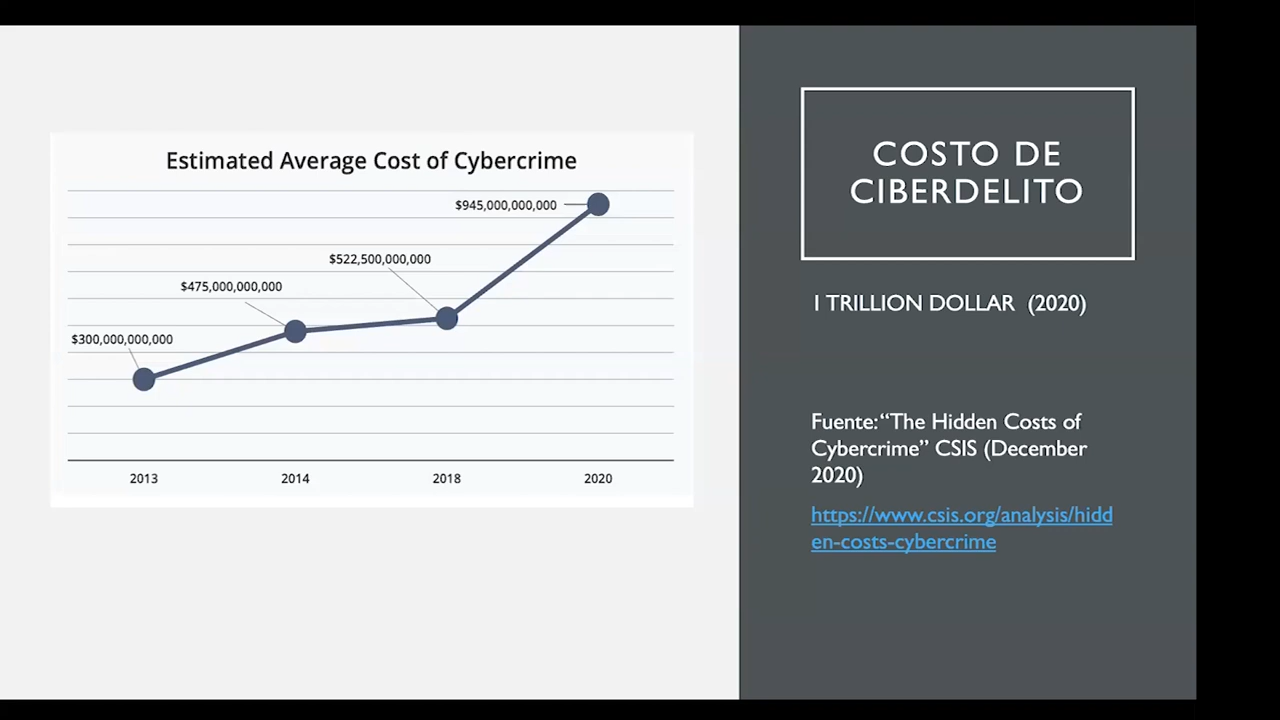 Estimated Average Cost of Cybercrime
$945,000,000,000
$522,500,000,000
$475,000,000,000
$300,000,000,000
2013 2014 2018 2020
COSTO DE
CIBERDELITO
1 TRILLION DOLLAR (2020)
Fuente: “The Hidden Costs of
Cybercrime” CSIS (December
2020)
https://www.csis.org/analysis/hidd
en-costs-cybercrime